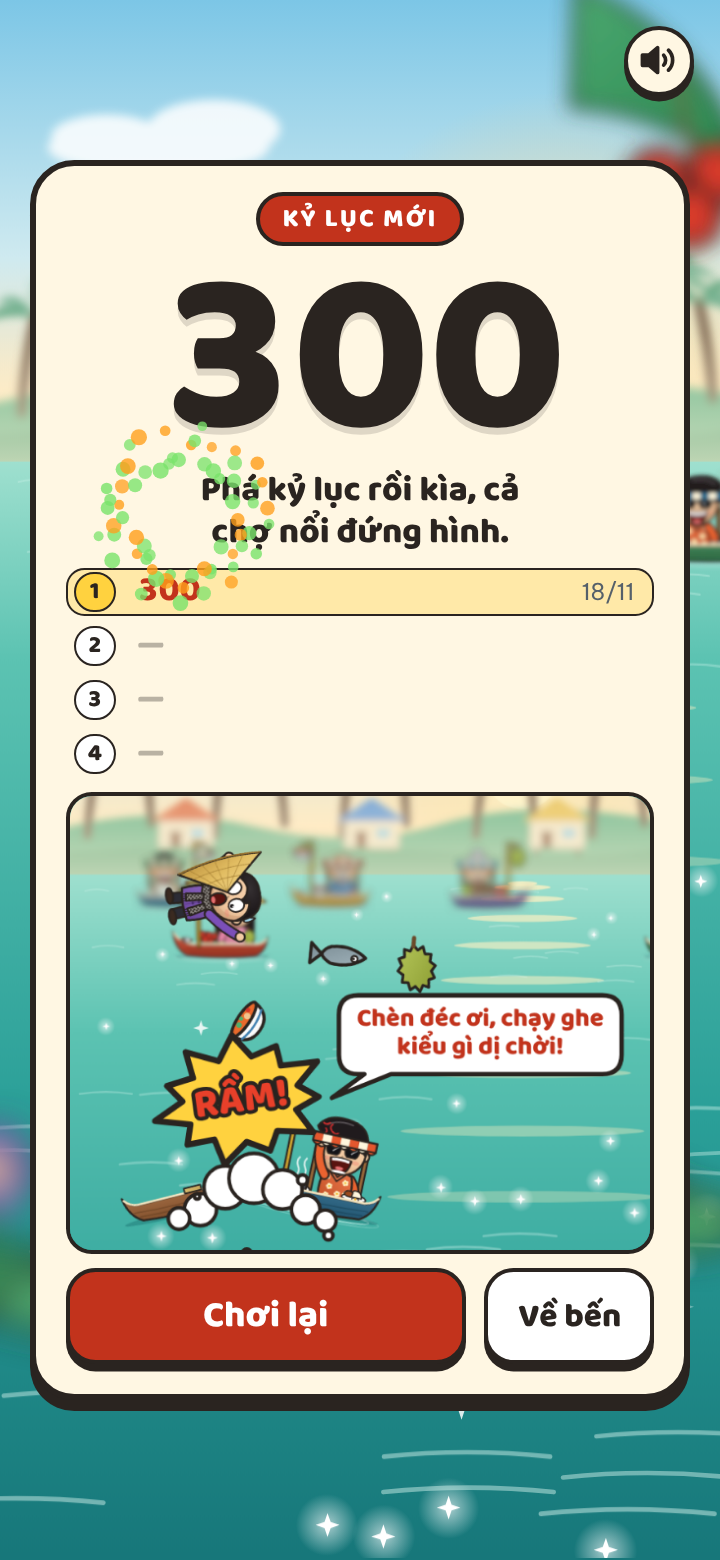 KỶ LỤC MỚI
300
Phá kỷ lục rồi kìa, cả
chợ nổi đứng hình.
1 300 18/11
2 —
3 —
4 —
Chèn đéc ơi, chạy ghe
kiểu gì dị chời!
RẦM!
Chơi lại
Về bến